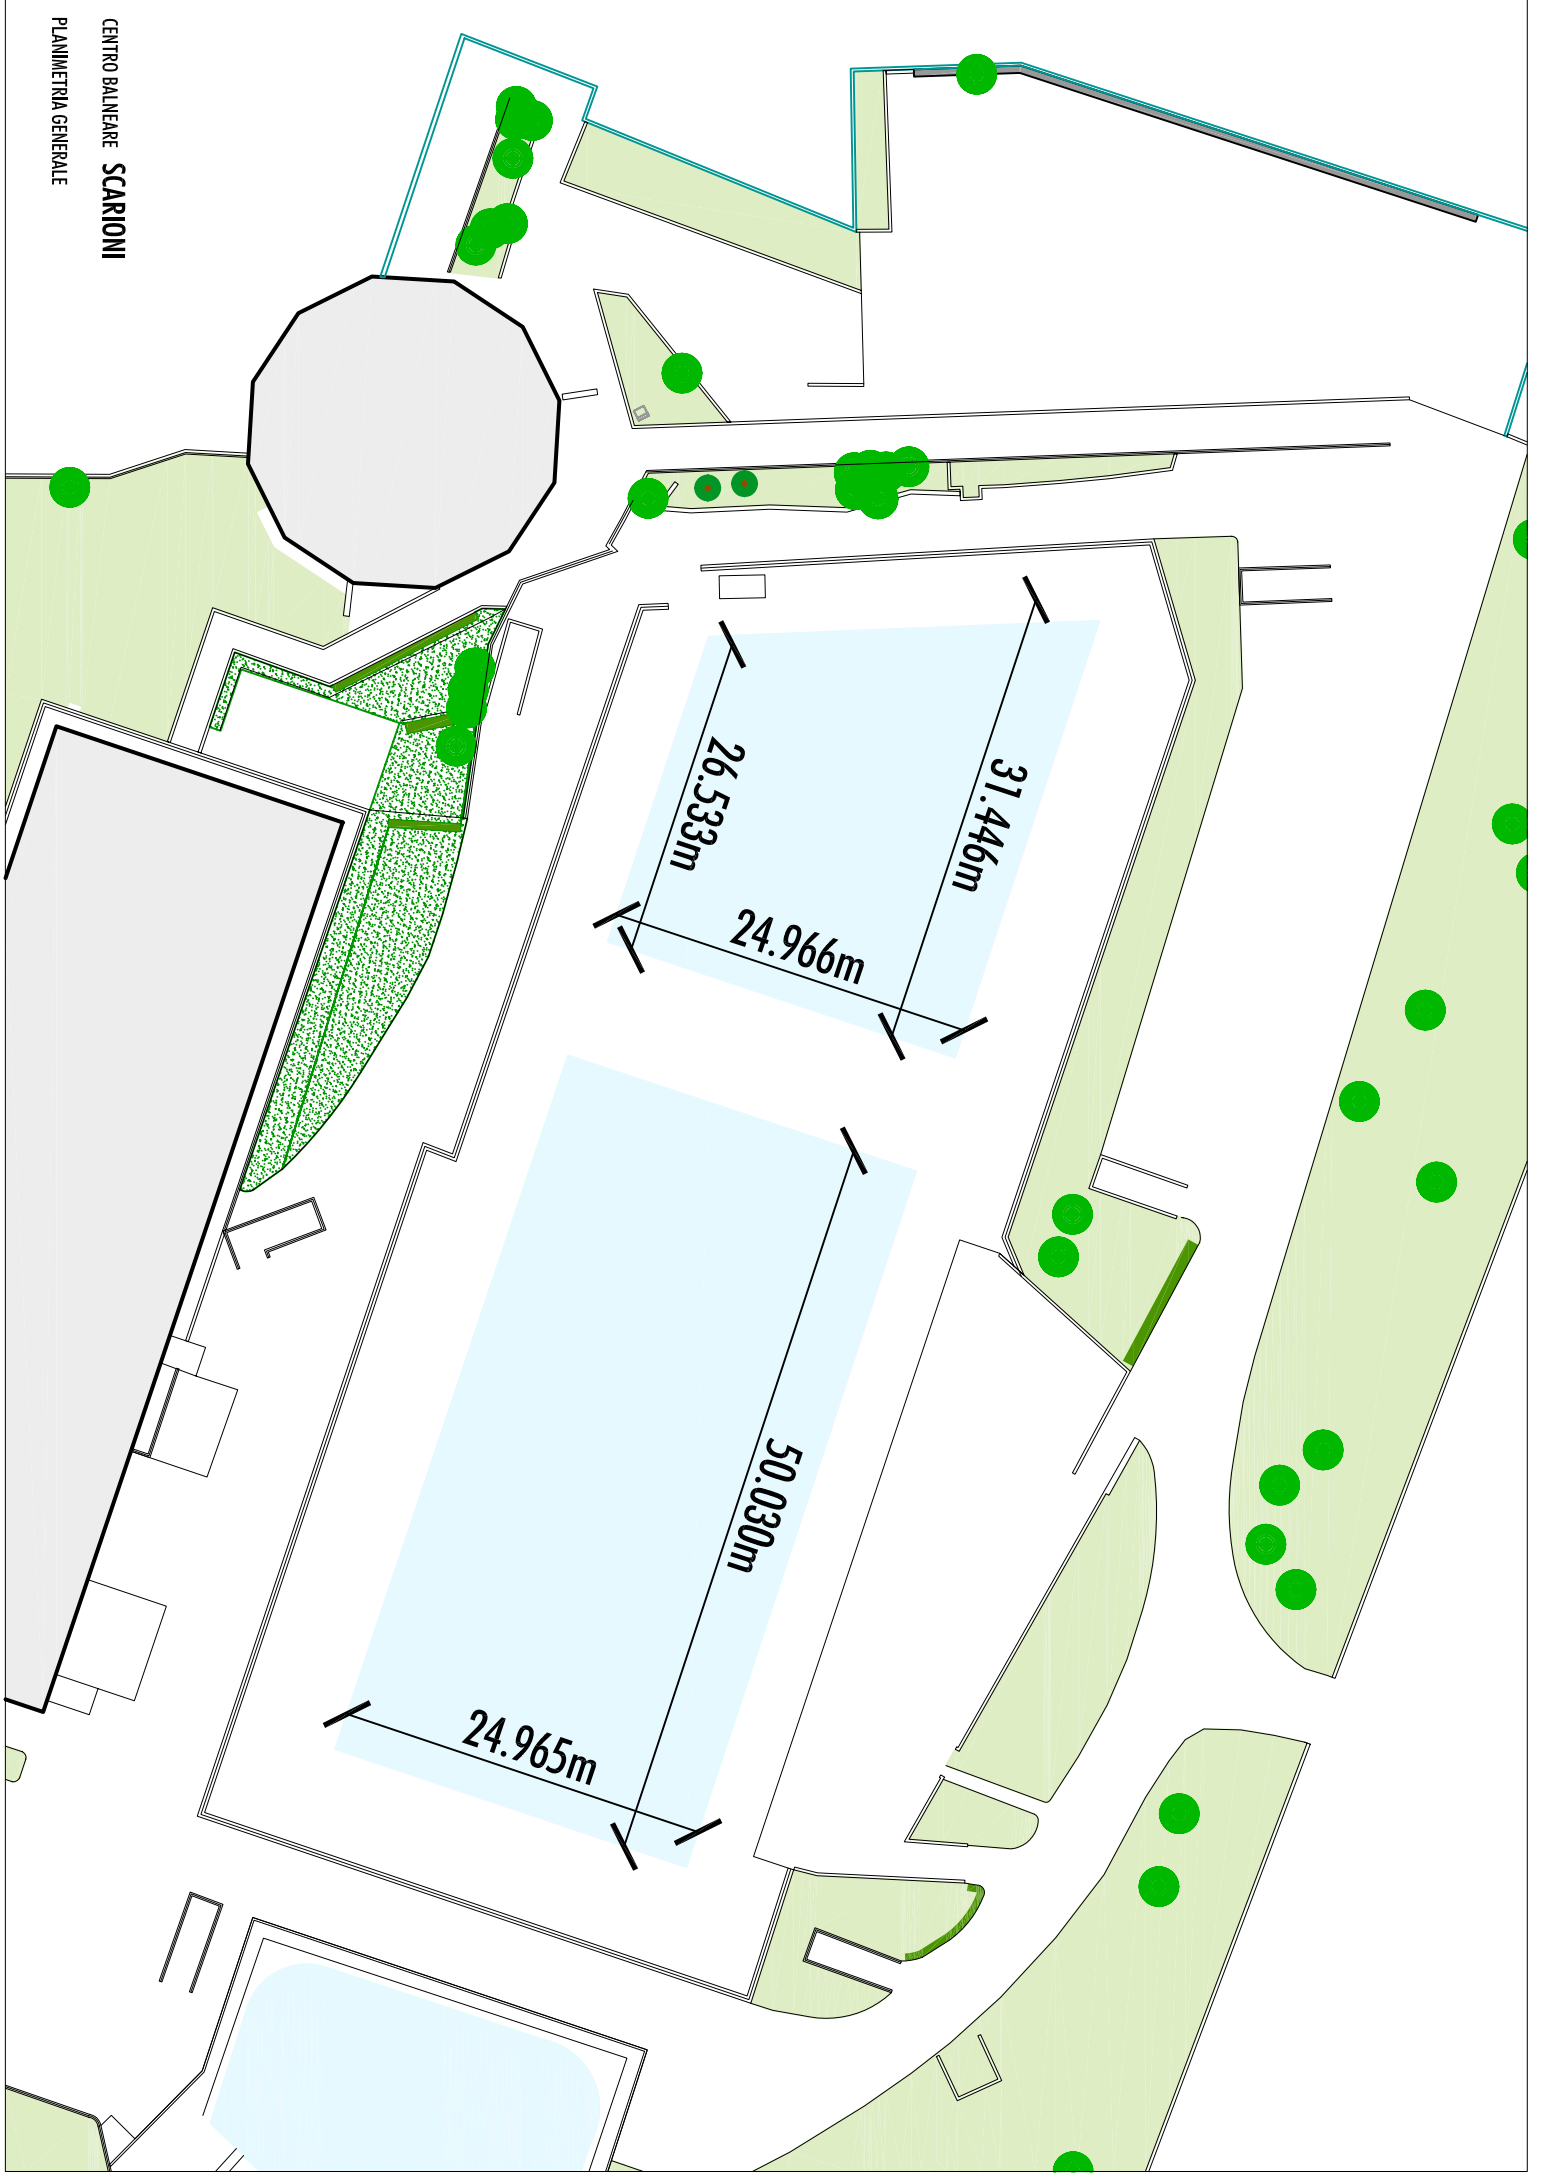 CENTRO BALNEARE SCARIONI
PLANIMETRIA GENERALE
26.533m
31.446m
24.966m
50.030m
24.965m